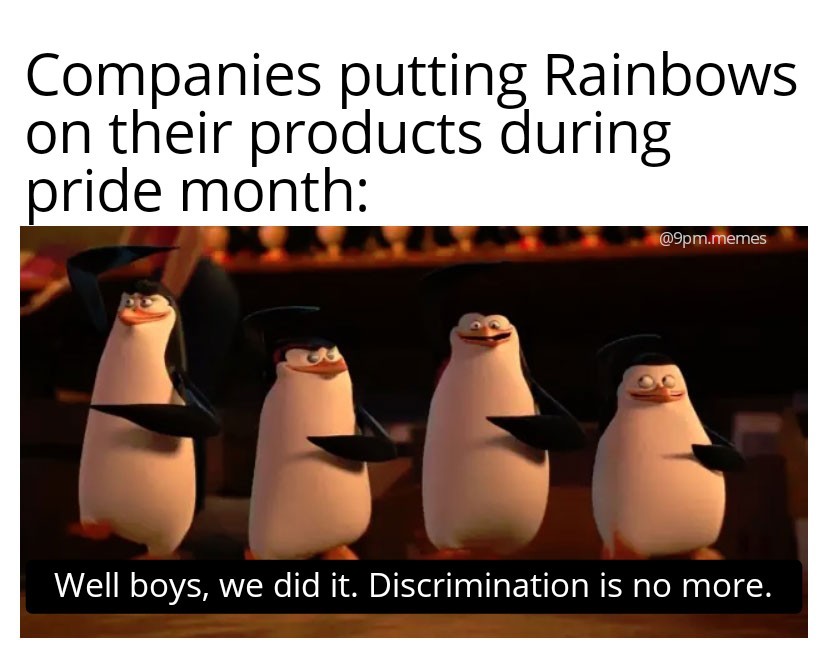 Companies putting Rainbows
on their products during
pride month:
@9pm.memes
Well boys, we did it. Discrimination is no more.